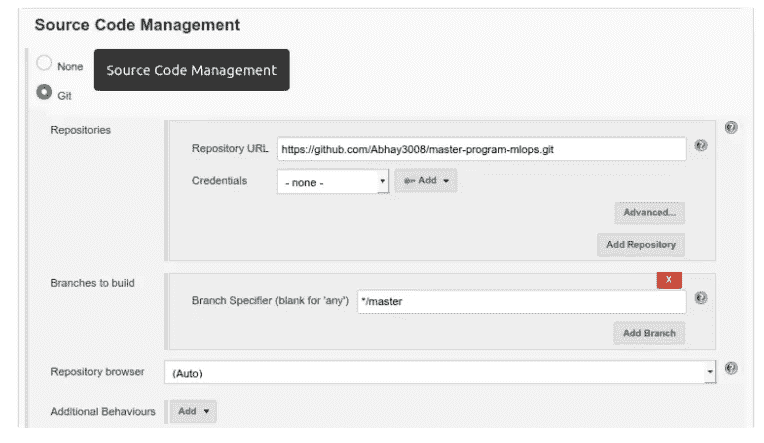 Source Code Management
None
Source Code Management
Git
Repositories
Repository URL https://github.com/Abhay3008/master-program-mlops.git
Credentials - none - Add
Advanced...
Add Repository
Branches to build
X
Branch Specifier (blank for 'any') */master
Add Branch
Repository browser (Auto)
Additional Behaviours Add